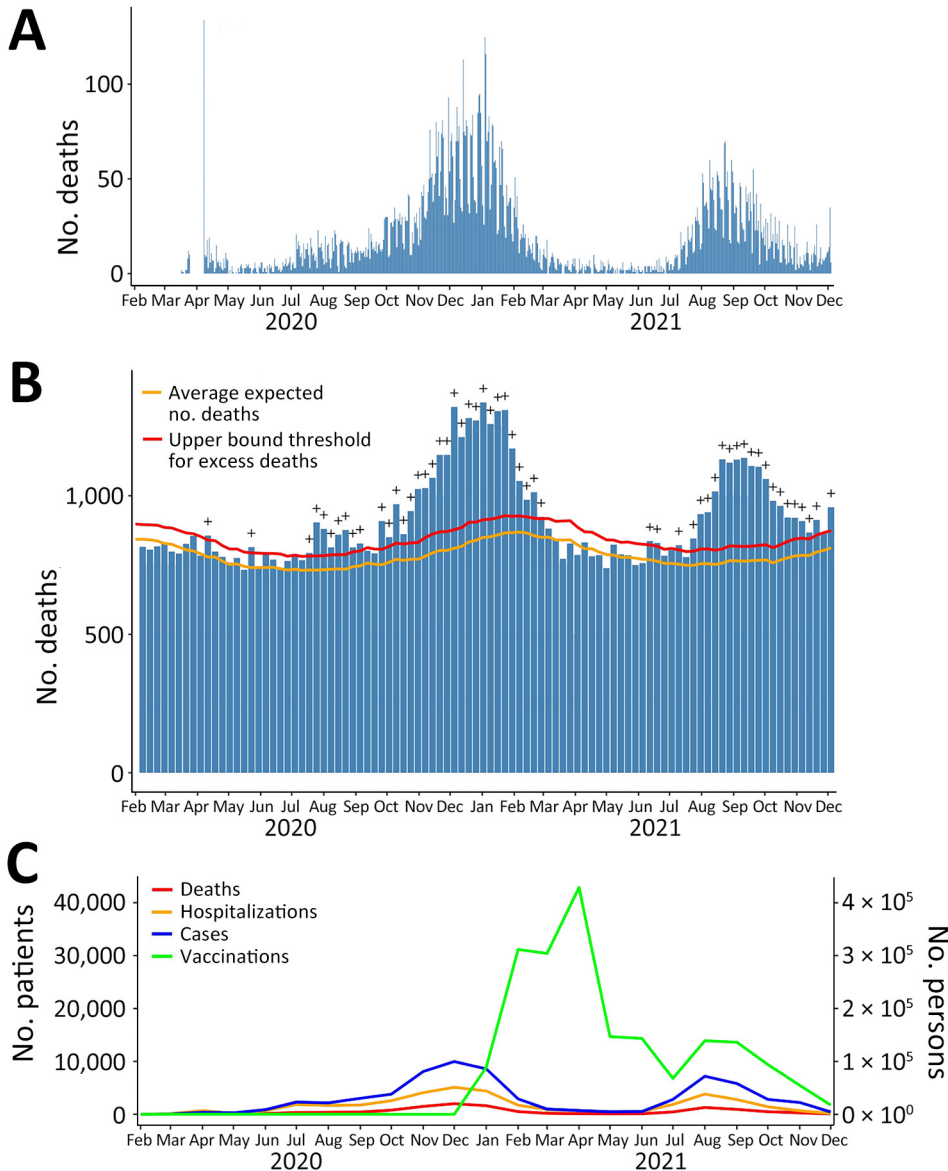 A
No. deaths
100
50
0
Feb Mar Apr May Jun Jul Aug Sep Oct Nov Dec Jan Feb Mar Apr May Jun Jul Aug Sep Oct Nov Dec
2020 2021
B
Average expected
no. deaths
Upper bound threshold
for excess deaths
No. deaths
1,000
500
0
Feb Mar Apr May Jun Jul Aug Sep Oct Nov Dec Jan Feb Mar Apr May Jun Jul Aug Sep Oct Nov Dec
2020 2021
C
Deaths
Hospitalizations
Cases
Vaccinations
No. patients
40,000
30,000
20,000
10,000
0
4 × 10⁵
3 × 10⁵
2 × 10⁵
1 × 10⁵
0 × 10⁰
No. persons
Feb Mar Apr May Jun Jul Aug Sep Oct Nov Dec Jan Feb Mar Apr May Jun Jul Aug Sep Oct Nov Dec
2020 2021